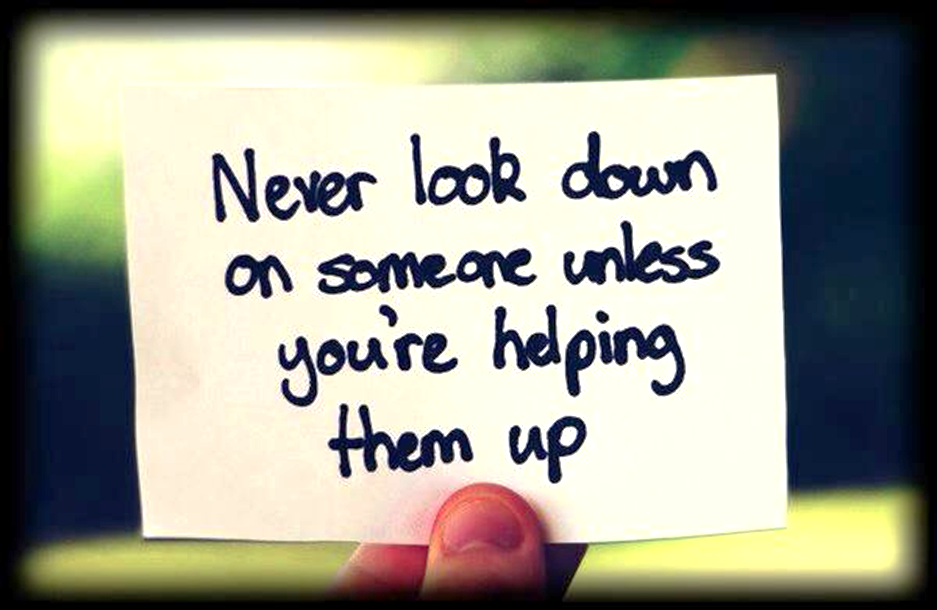 Never look down
on someone unless
you're helping
them up